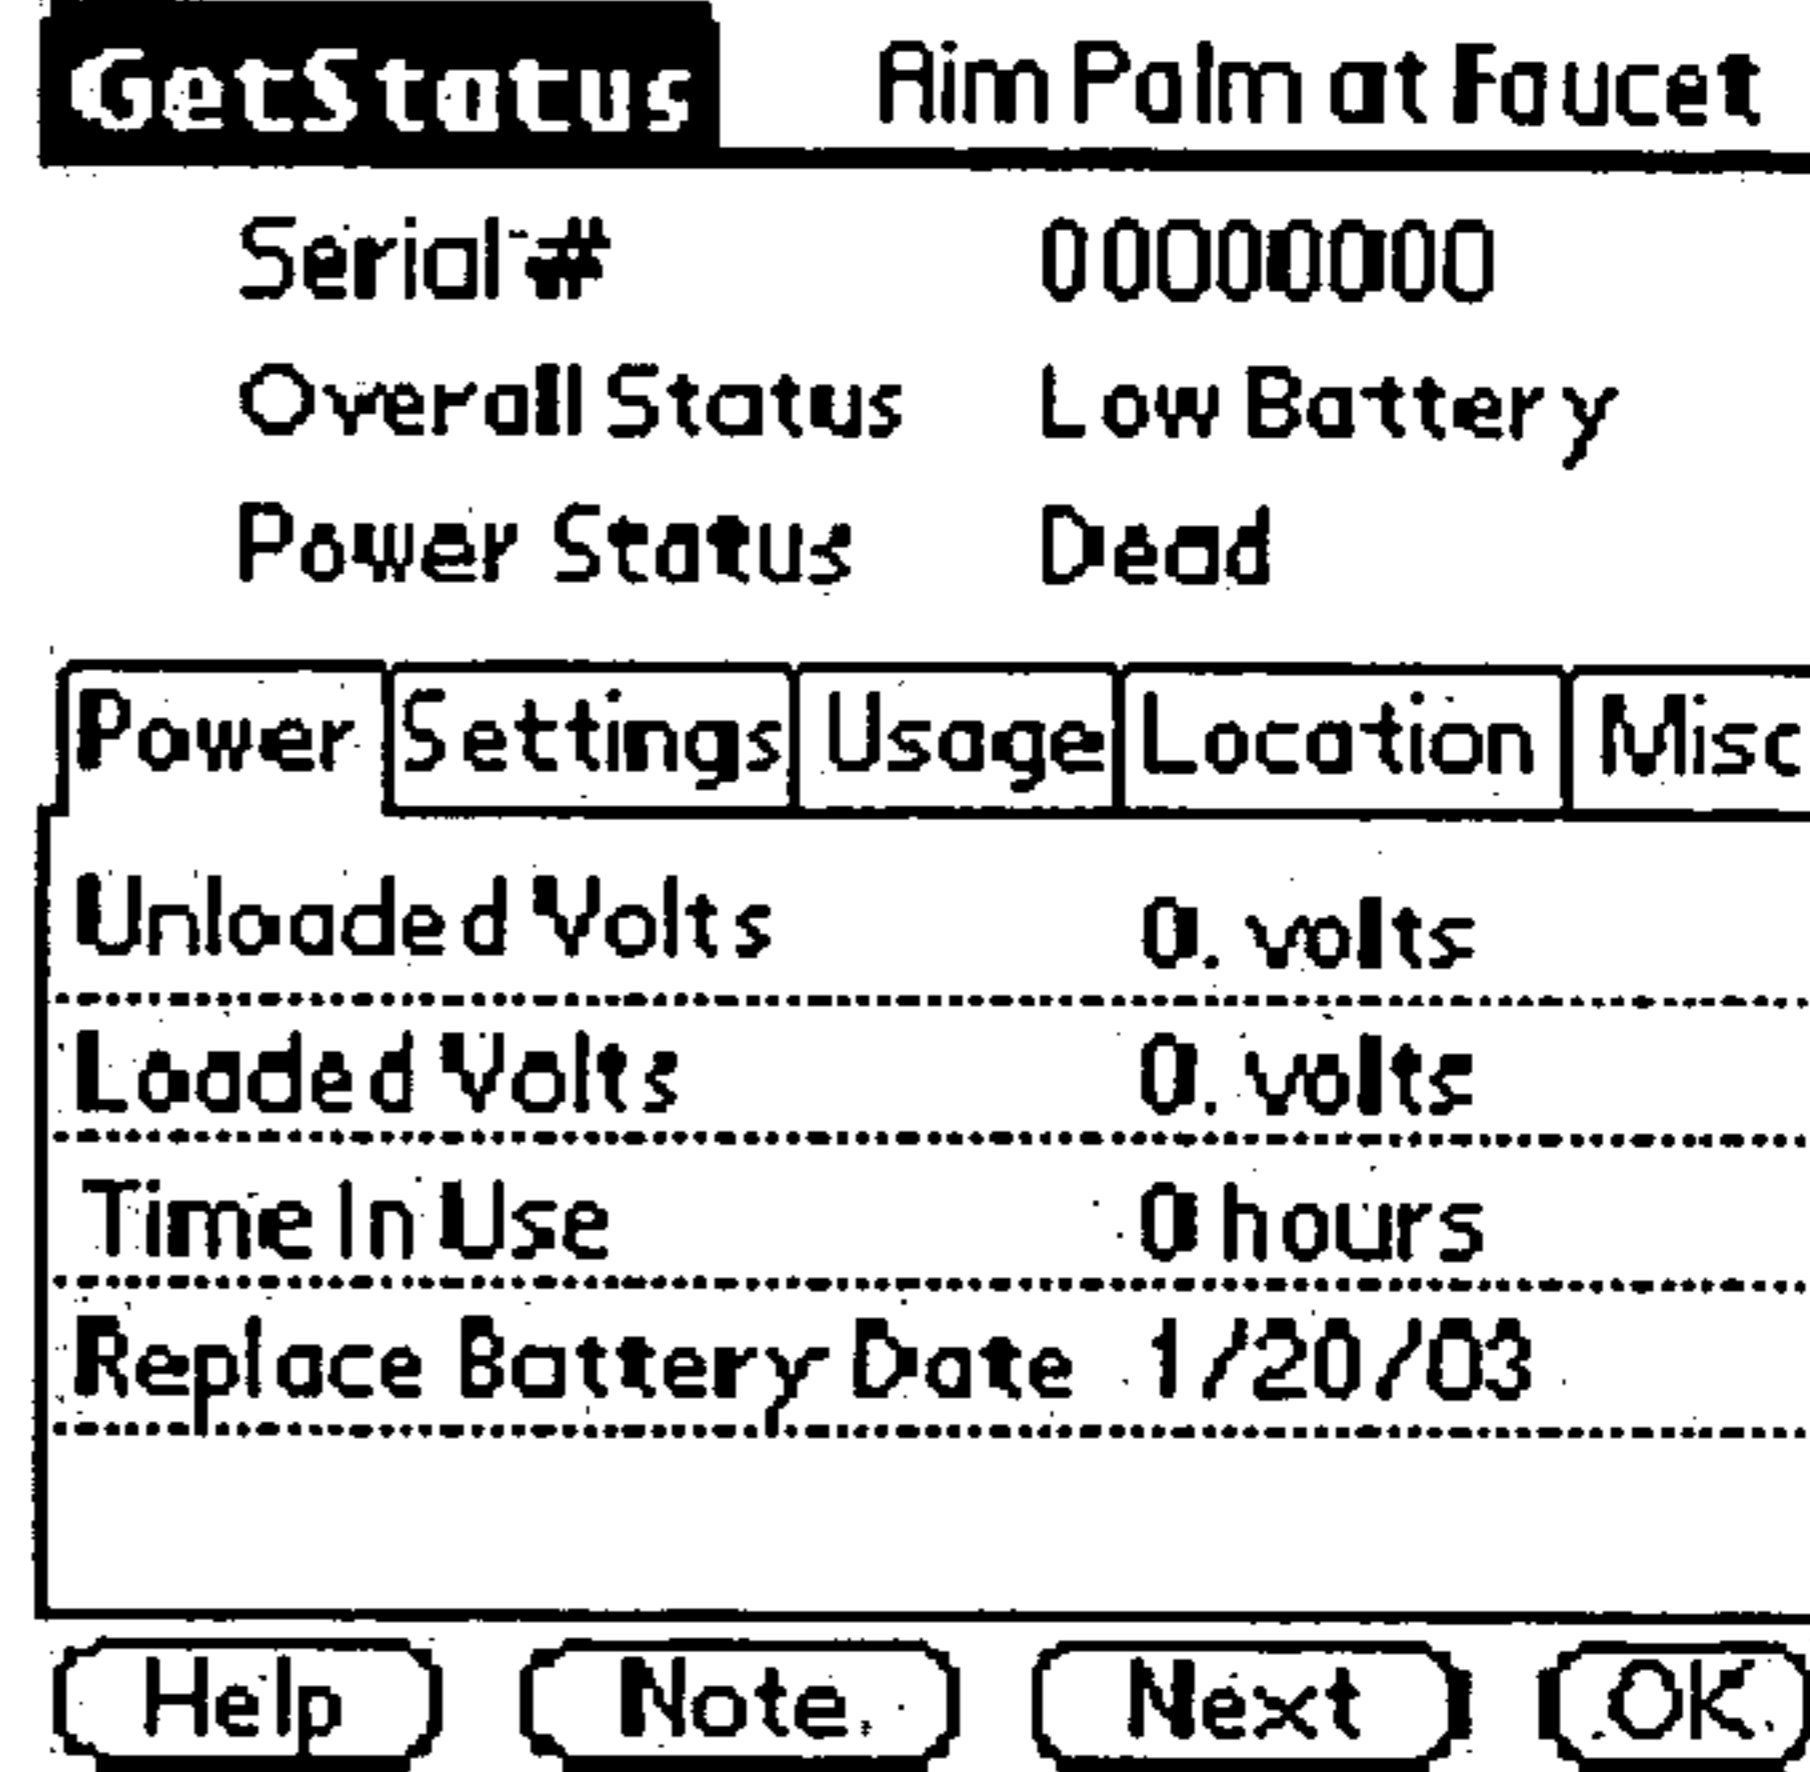 GetStatus Aim Palm at Faucet
Serial # 00000000
Overall Status Low Battery
Power Status Dead
Power Settings Usage Location Misc
Unloaded Volts 0. volts
Loaded Volts 0. volts
Time In Use 0 hours
Replace Battery Date 1/20/03
Help Note Next OK